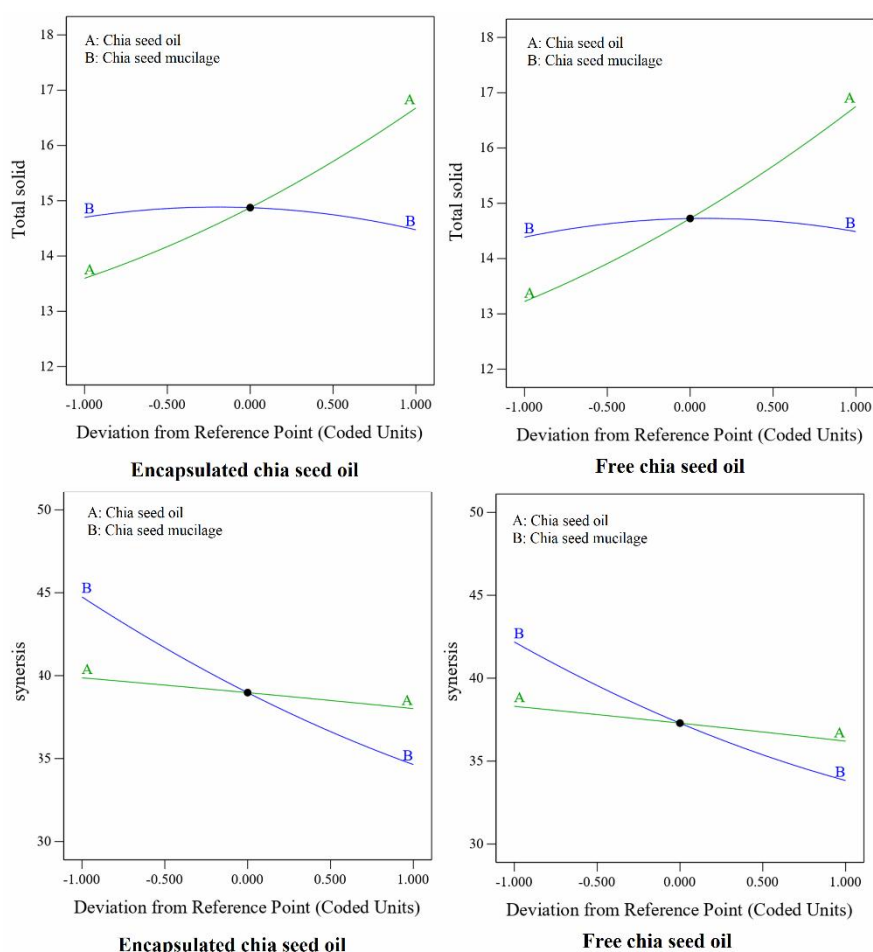 18
17
16
15
14
13
12
Total solid
A: Chia seed oil
B: Chia seed mucilage
A
B
B
A
-1.000 -0.500 0.000 0.500 1.000
Deviation from Reference Point (Coded Units)
Encapsulated chia seed oil
18
17
16
15
14
13
12
Total solid
A: Chia seed oil
B: Chia seed mucilage
A
B
B
A
-1.000 -0.500 0.000 0.500 1.000
Deviation from Reference Point (Coded Units)
Free chia seed oil
50
45
40
35
30
synersis
A: Chia seed oil
B: Chia seed mucilage
B
A
A
B
-1.000 -0.500 0.000 0.500 1.000
Deviation from Reference Point (Coded Units)
Encapsulated chia seed oil
50
45
40
35
30
synersis
A: Chia seed oil
B: Chia seed mucilage
B
A
A
B
-1.000 -0.500 0.000 0.500 1.000
Deviation from Reference Point (Coded Units)
Free chia seed oil